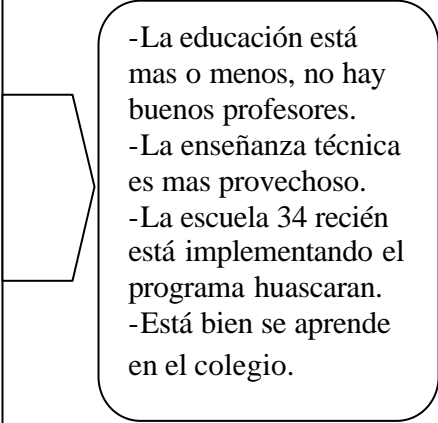 -La educación está
mas o menos, no hay
buenos profesores.
-La enseñanza técnica
es mas provechoso.
-La escuela 34 recién
está implementando el
programa huascaran.
-Está bien se aprende
en el colegio.